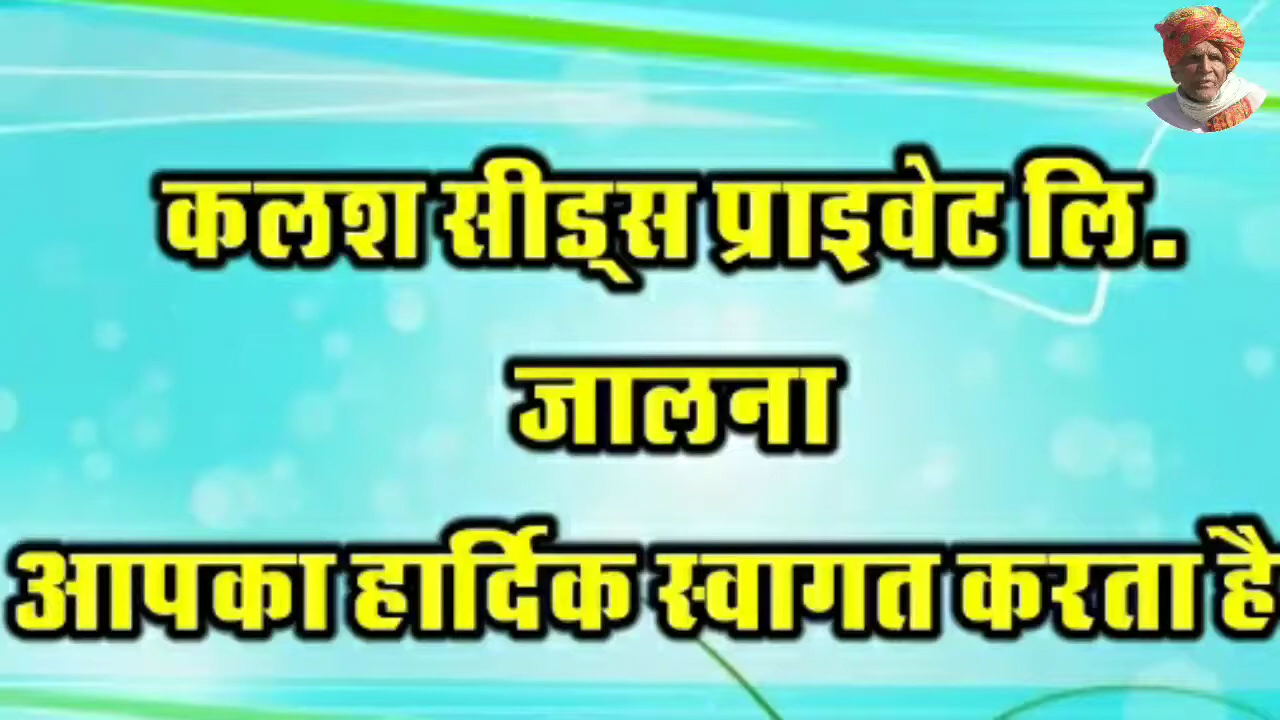 कलश सीड्स प्राइवेट लि.
जालना
आपका हार्दिक स्वागत करता है